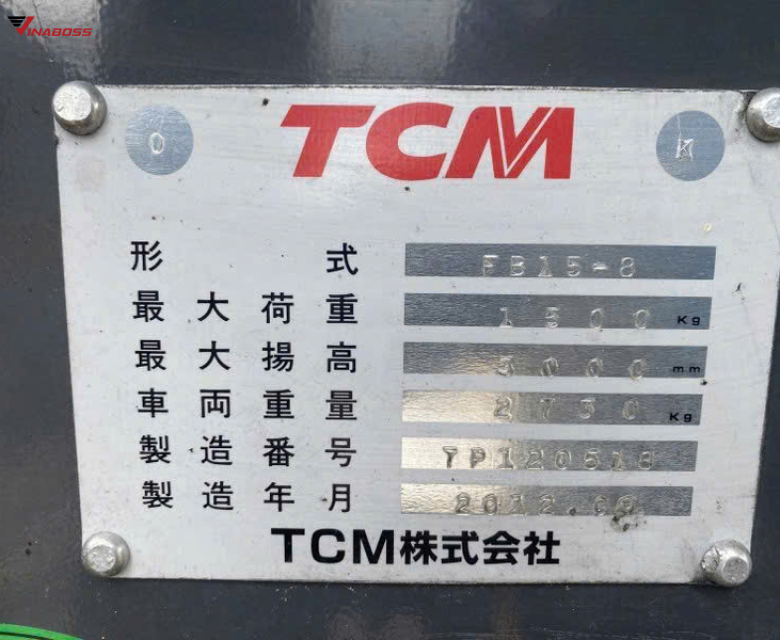 VINABOSS
TCM
O K
形式 FB15-8
最大荷重 1500 Kg
最大揚高 3000 mm
車両重量 2730 Kg
製造番号
製造年月
TCM株式会社